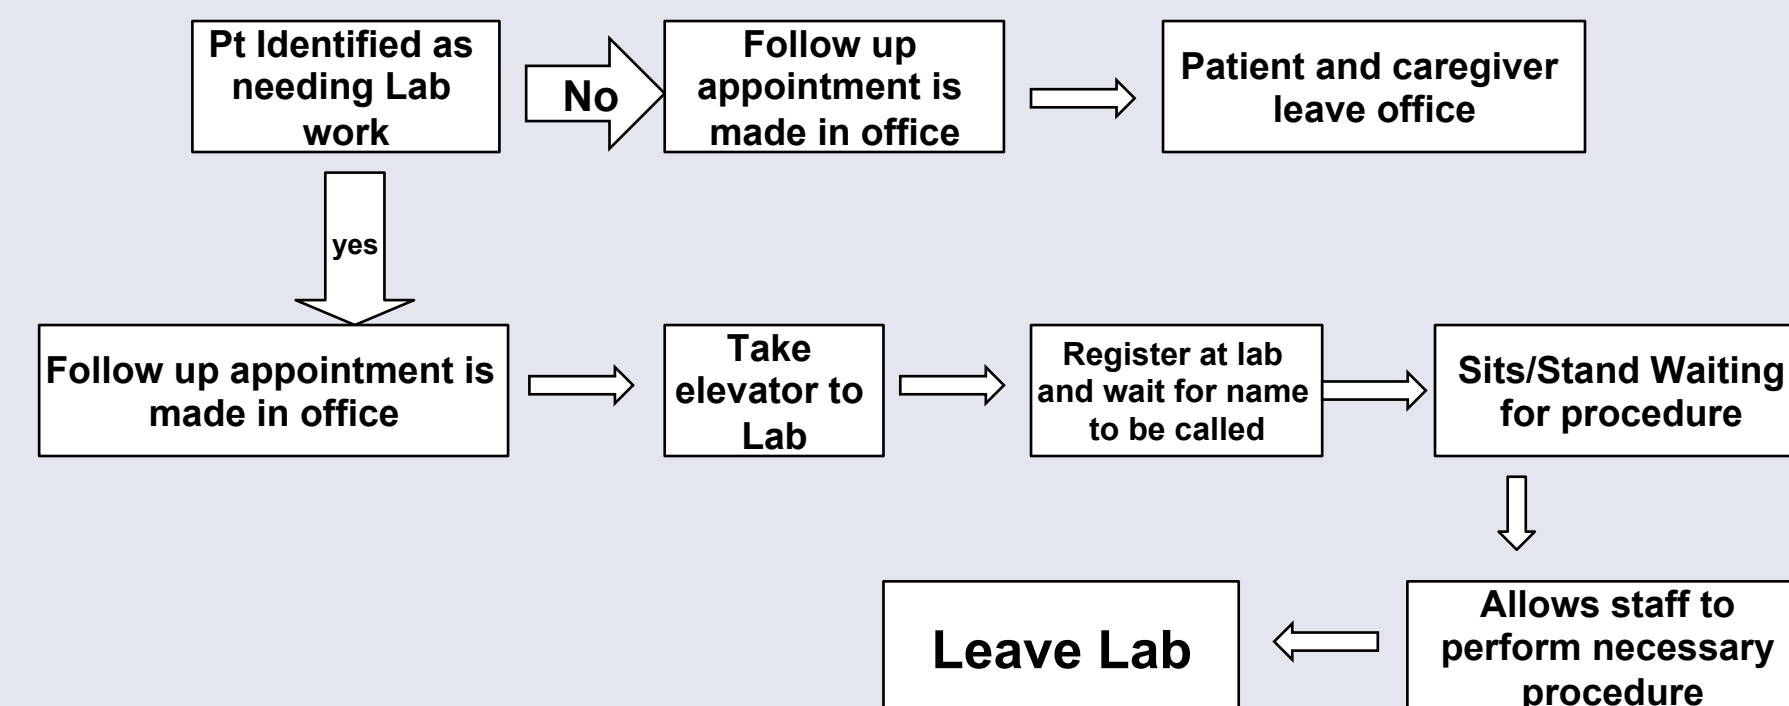 Pt Identified as
needing Lab
work
No
Follow up
appointment is
made in office
Patient and caregiver
leave office
yes
Follow up appointment is
made in office
Take
elevator to
Lab
Register at lab
and wait for name
to be called
Sits/Stand Waiting
for procedure
Allows staff to
perform necessary
procedure
Leave Lab